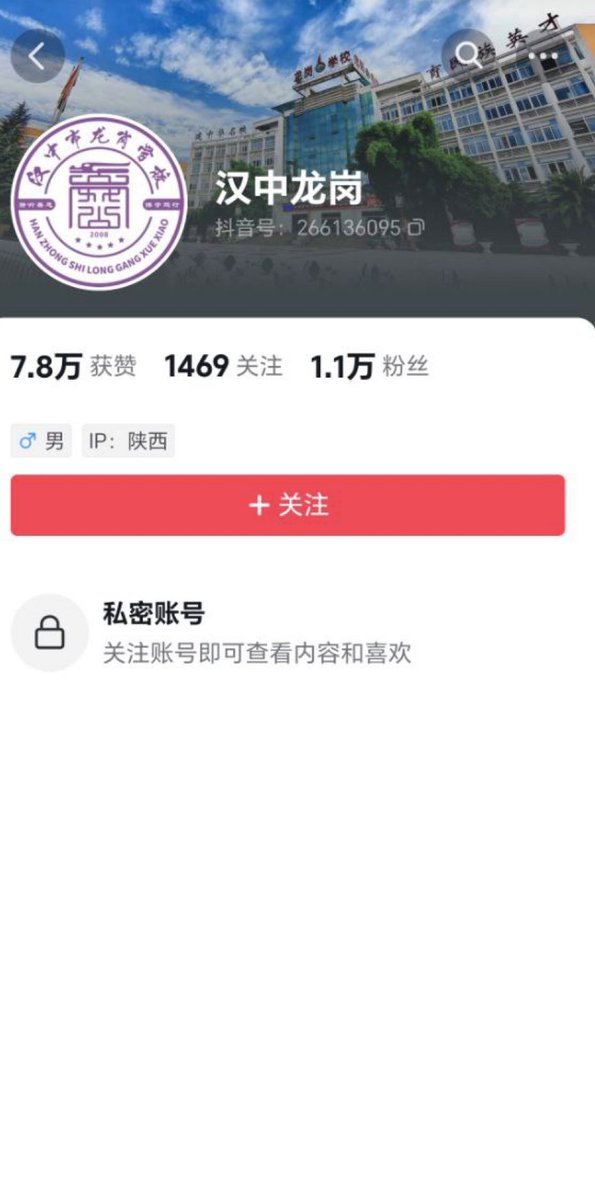 龙岗学校
育民族英才
汉中市龙岗学校
2008
HAN ZHONG SHI LONG GANG XUE XIAO
汉中龙岗
抖音号：266136095
7.8万 获赞 1469 关注 1.1万 粉丝
♂ 男 IP：陕西
+ 关注
私密账号
关注账号即可查看内容和喜欢